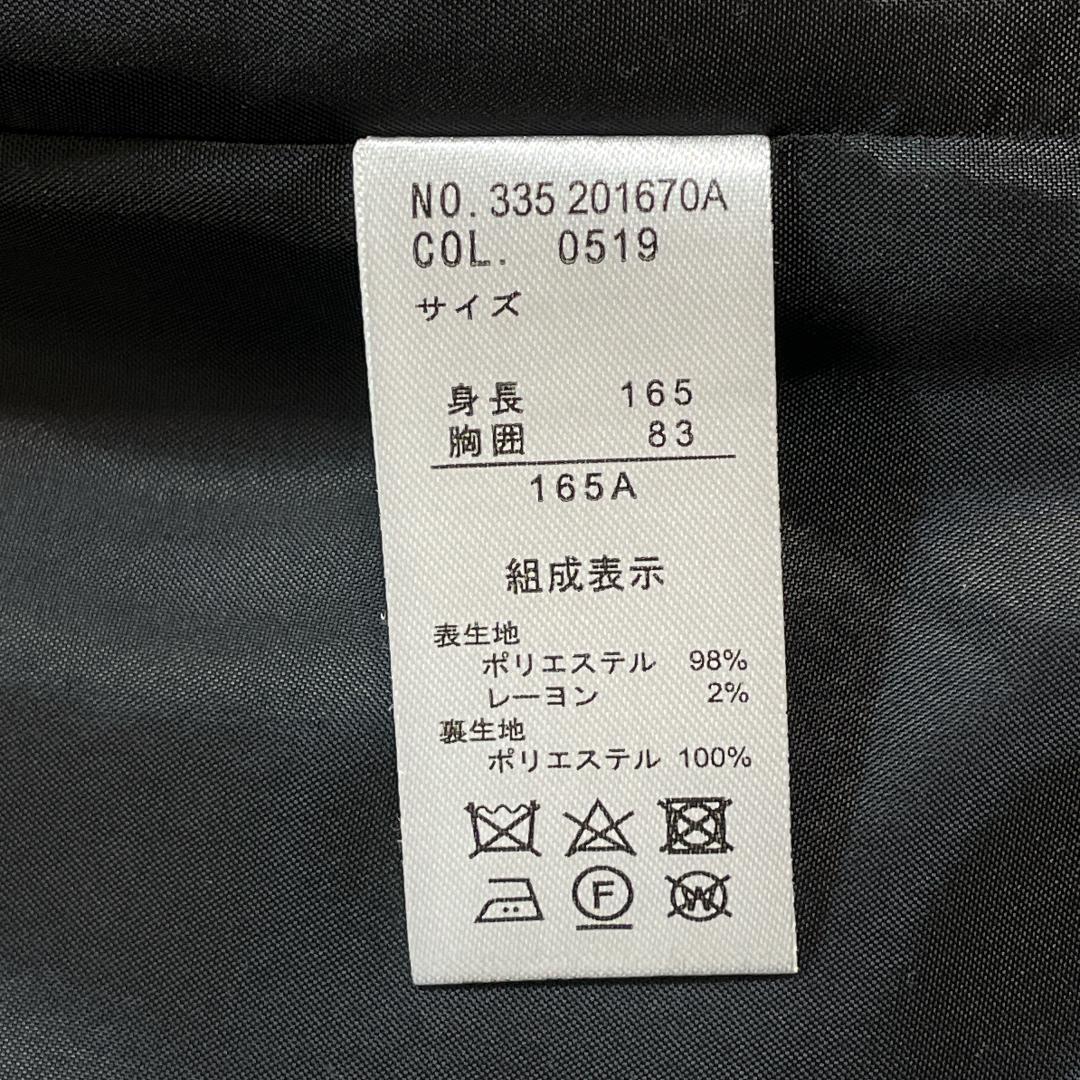 NO. 335 201670A
COL. 0519
サイズ
身長 165
胸囲 83
165A
組成表示
表生地
ポリエステル 98%
レーヨン 2%
裏生地
ポリエステル 100%
F
W